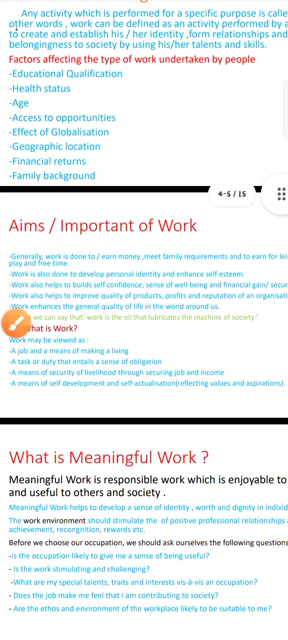 Any activity which is performed for a specific purpose is calle
other words , work can be defined as an activity performed by a
to create and establish his / her identity ,form relationships and
belongingness to society by using his/her talents and skills.
Factors affecting the type of work undertaken by people
-Educational Qualification
-Health status
-Age
-Access to opportunities
-Effect of Globalisation
-Geographic location
-Financial returns
-Family background
4-5 / 15
Aims / Important of Work
-Generally, work is done to / earn money ,meet family requirements and to earn for lei
play and free time.
-Work is also done to develop personal identity and enhance self-esteem.
-Work also helps to builds self confidence, sense of well-being and financial gain/ secur
-Work also helps to improve quality of products, profits and reputation of an organisati
-Work enhances the general quality of life in the world around us.
we can say that' work is the oil that lubricates the machine of society '.
What is Work?
Work may be viewed as :
-A job and a means of making a living
-A task or duty that entails a sense of obligation
-A means of security of livelihood through securing job and income
-A means of self development and self-actualisation(reflecting values and aspirations).
What is Meaningful Work ?
Meaningful Work is responsible work which is enjoyable to
and useful to others and society .
Meaningful Work helps to develop a sense of identity , worth and dignity in individ
The work environment should stimulate the of positive professional relationships a
achievement, recongnition, rewards etc.
Before we choose our occupation, we should ask ourselves the following questions
-Is the occupation likely to give me a sense of being useful?
- Is the work stimulating and challenging?
-What are my special talents, traits and interests vis-à-vis an occupation?
- Does the job make me feel that I am contributing to society?
- Are the ethos and environment of the workplace likely to be suitable to me?